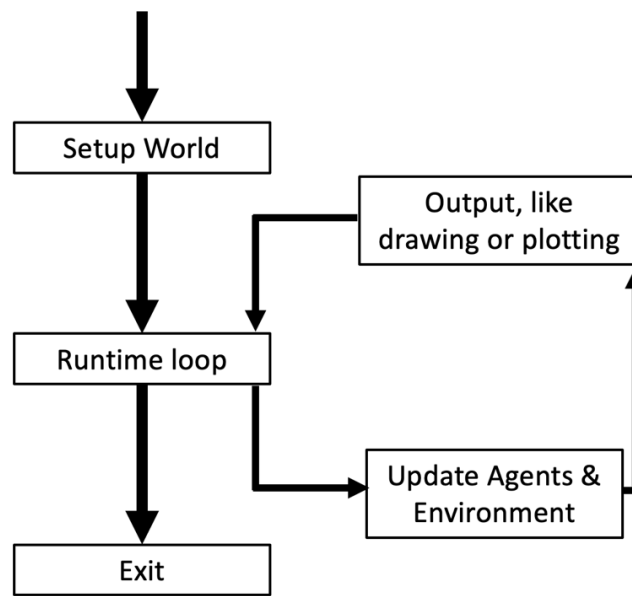 Setup World
Output, like
drawing or plotting
Runtime loop
Update Agents &
Environment
Exit